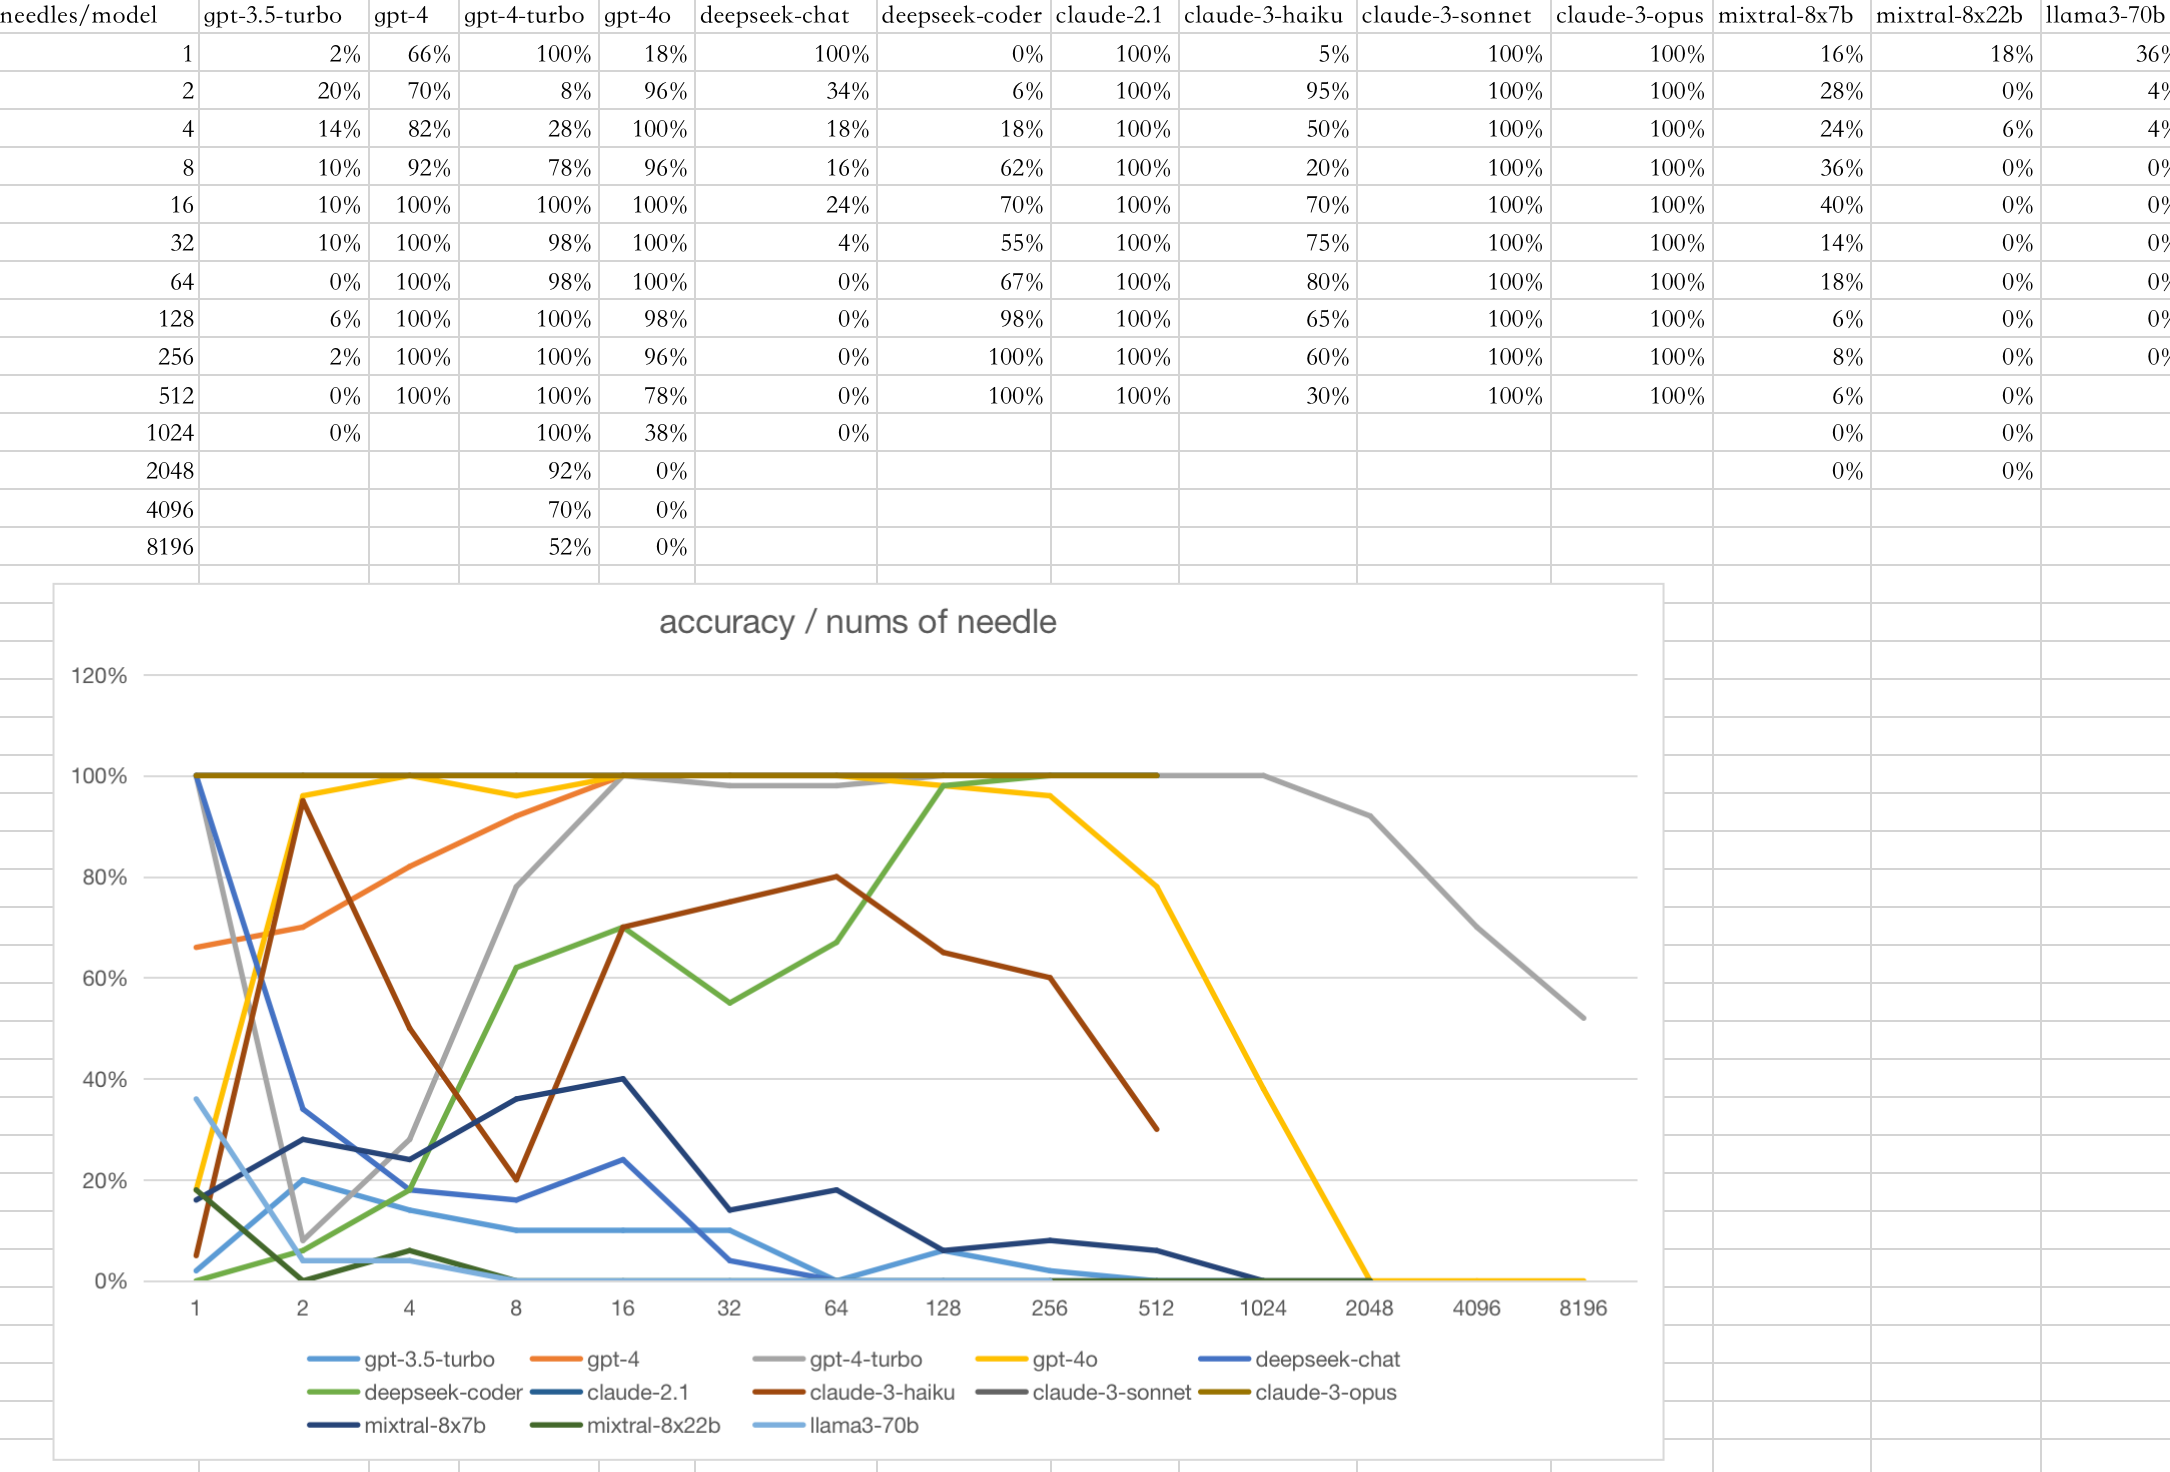 needles/model gpt-3.5-turbo gpt-4 gpt-4-turbo gpt-4o deepseek-chat deepseek-coder claude-2.1 claude-3-haiku claude-3-sonnet claude-3-opus mixtral-8x7b mixtral-8x22b llama3-70b
1 2% 66% 100% 18% 100% 0% 100% 5% 100% 100% 16% 18% 36%
2 20% 70% 8% 96% 34% 6% 100% 95% 100% 100% 28% 0% 4%
4 14% 82% 28% 100% 18% 18% 100% 50% 100% 100% 24% 6% 4%
8 10% 92% 78% 96% 16% 62% 100% 20% 100% 100% 36% 0% 0%
16 10% 100% 100% 100% 24% 70% 100% 70% 100% 100% 40% 0% 0%
32 10% 100% 98% 100% 4% 55% 100% 75% 100% 100% 14% 0% 0%
64 0% 100% 98% 100% 0% 67% 100% 80% 100% 100% 18% 0% 0%
128 6% 100% 100% 98% 0% 98% 100% 65% 100% 100% 6% 0% 0%
256 2% 100% 100% 96% 0% 100% 100% 60% 100% 100% 8% 0% 0%
512 0% 100% 100% 78% 0% 100% 100% 30% 100% 100% 6% 0%
1024 0% 100% 38% 0% 0% 0%
2048 92% 0% 0% 0%
4096 70% 0%
8196 52% 0%
accuracy / nums of needle
120%
100%
80%
60%
40%
20%
0%
1 2 4 8 16 32 64 128 256 512 1024 2048 4096 8196
gpt-3.5-turbo gpt-4 gpt-4-turbo gpt-4o deepseek-chat
deepseek-coder claude-2.1 claude-3-haiku claude-3-sonnet claude-3-opus
mixtral-8x7b mixtral-8x22b llama3-70b